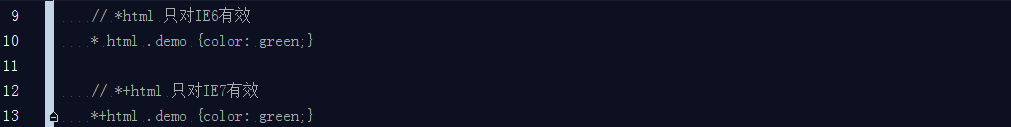 9 // *html 只对IE6有效
10 * html .demo {color: green;}
11
12 // *+html 只对IE7有效
13 *+html .demo {color: green;}